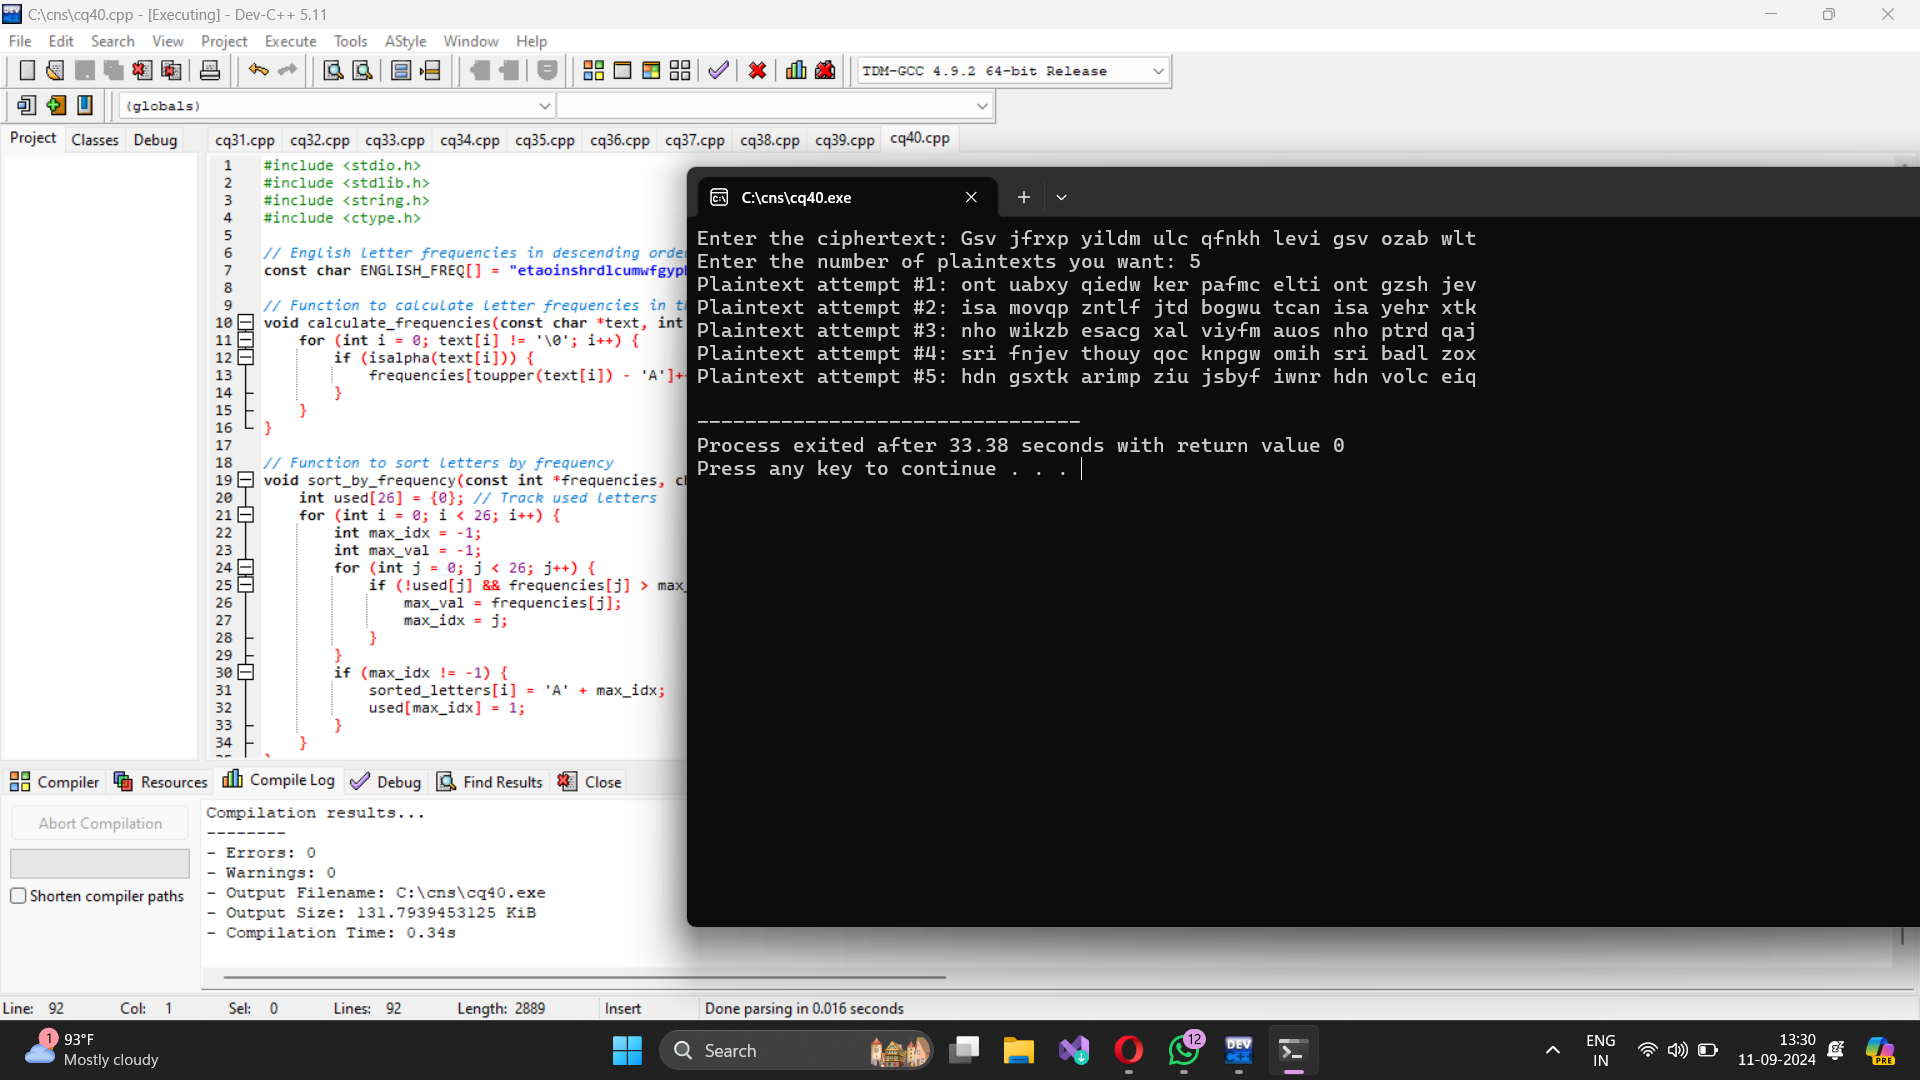 C:\cns\cq40.cpp - [Executing] - Dev-C++ 5.11
File Edit Search View Project Execute Tools AStyle Window Help
TDM-GCC 4.9.2 64-bit Release
(globals)
Project Classes Debug
cq31.cpp cq32.cpp cq33.cpp cq34.cpp cq35.cpp cq36.cpp cq37.cpp cq38.cpp cq39.cpp cq40.cpp
1 #include <stdio.h>
2 #include <stdlib.h>
3 #include <string.h>
4 #include <ctype.h>
5
6 // English letter frequencies in descending orde
7 const char ENGLISH_FREQ[] = "etaoinshrdlcumwfgyp
8
9 // Function to calculate letter frequencies in t
10 void calculate_frequencies(const char *text, int
11 for (int i = 0; text[i] != '\0'; i++) {
12 if (isalpha(text[i])) {
13 frequencies[toupper(text[i]) - 'A']+
14 }
15 }
16 }
17
18 // Function to sort letters by frequency
19 void sort_by_frequency(const int *frequencies, c
20 int used[26] = {0}; // Track used letters
21 for (int i = 0; i < 26; i++) {
22 int max_idx = -1;
23 int max_val = -1;
24 for (int j = 0; j < 26; j++) {
25 if (!used[j] && frequencies[j] > max_
26 max_val = frequencies[j];
27 max_idx = j;
28 }
29 }
30 if (max_idx != -1) {
31 sorted_letters[i] = 'A' + max_idx;
32 used[max_idx] = 1;
33 }
34 }
C:\cns\cq40.exe
Enter the ciphertext: Gsv jfrxp yildm ulc qfnkh levi gsv ozab wlt
Enter the number of plaintexts you want: 5
Plaintext attempt #1: ont uabxy qiedw ker pafmc elti ont gzsh jev
Plaintext attempt #2: isa movqp zntlf jtd bogwu tcan isa yehr xtk
Plaintext attempt #3: nho wikzb esacg xal viyfm auos nho ptrd qaj
Plaintext attempt #4: sri fnjev thouy qoc knpgw omih sri badl zox
Plaintext attempt #5: hdn gsxtk arimp ziu jsbyf iwnr hdn volc eiq
--------------------------------
Process exited after 33.38 seconds with return value 0
Press any key to continue . . .
Compiler Resources Compile Log Debug Find Results Close
Abort Compilation
Shorten compiler paths
Compilation results...
--------
- Errors: 0
- Warnings: 0
- Output Filename: C:\cns\cq40.exe
- Output Size: 131.7939453125 KiB
- Compilation Time: 0.34s
Line: 92 Col: 1 Sel: 0 Lines: 92 Length: 2889 Insert Done parsing in 0.016 seconds
1
93°F
Mostly cloudy
Search
12
DEV
PRE
ENG
IN
13:30
11-09-2024